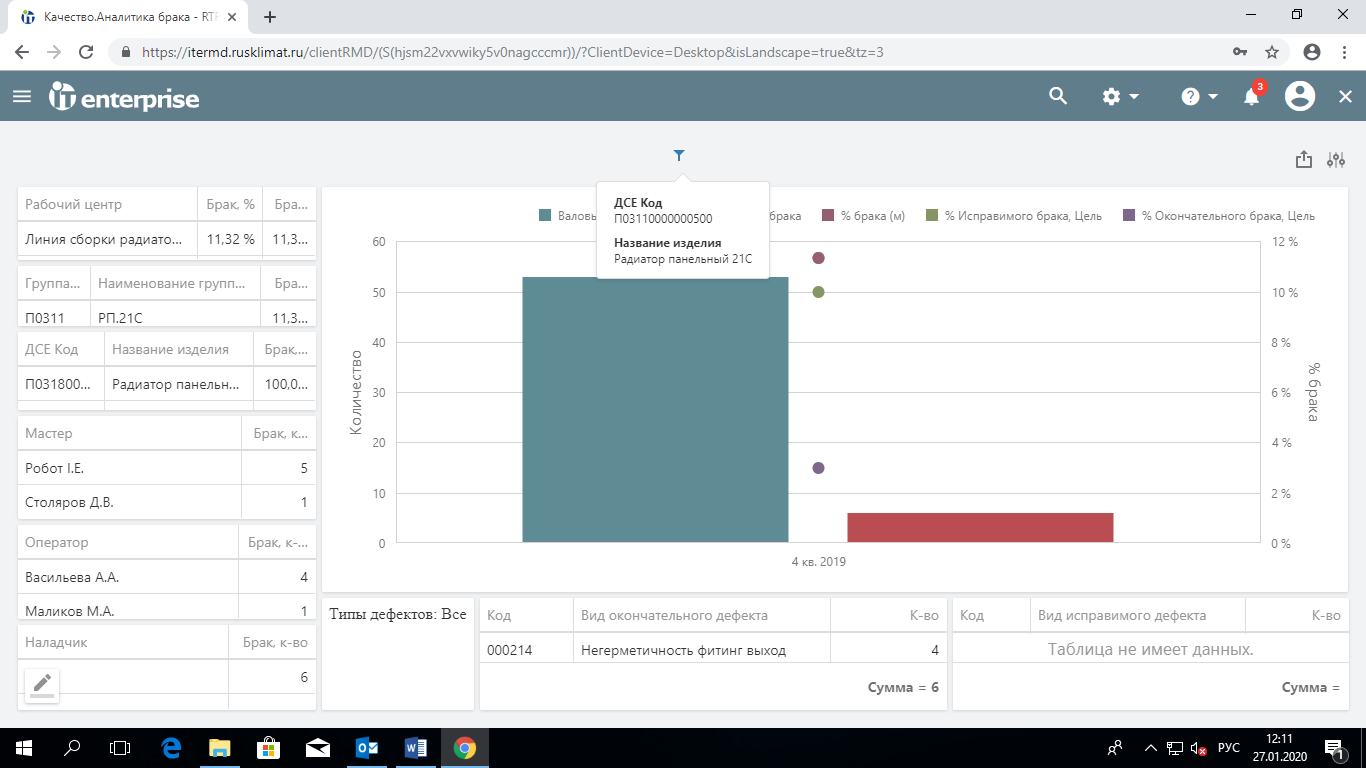 Качество.Аналитика брака - RTF
https://itermd.rusklimat.ru/clientRMD/(S(hjsm22vxvwiky5v0nagcccmr))/?ClientDevice=Desktop&isLandscape=true&tz=3
iT enterprise
3
Рабочий центр Брак, % Бра...
Линия сборки радиато... 11,32 % 11,3...
Группа... Наименование групп... Бра...
П0311 РП.21С 11,3...
ДСЕ Код Название изделия Брак,...
П031800... Радиатор панельн... 100,0...
Мастер Брак, к...
Робот І.Е. 5
Столяров Д.В. 1
Оператор Брак, к-...
Васильева А.А. 4
Маликов М.А. 1
Наладчик Брак, к-во
6
ДСЕ Код
П03110000000500
Название изделия
Радиатор панельный 21С
Валовы брака % брака (м) % Исправимого брака, Цель % Окончательного брака, Цель
60 12 %
50 10 %
40 8 %
30 6 %
20 4 %
10 2 %
0 0 %
Количество
% брака
4 кв. 2019
Типы дефектов: Все
Код Вид окончательного дефекта К-во
000214 Негерметичность фитинг выход 4
Сумма = 6
Код Вид исправимого дефекта К-во
Таблица не имеет данных.
Сумма =
РУС
12:11
27.01.2020
1